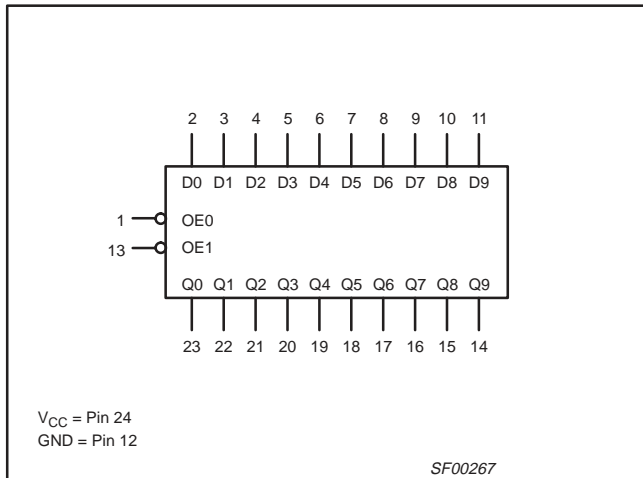 2 3 4 5 6 7 8 9 10 11
D0 D1 D2 D3 D4 D5 D6 D7 D8 D9
1 OE0
13 OE1
Q0 Q1 Q2 Q3 Q4 Q5 Q6 Q7 Q8 Q9
23 22 21 20 19 18 17 16 15 14
VCC = Pin 24
GND = Pin 12
SF00267